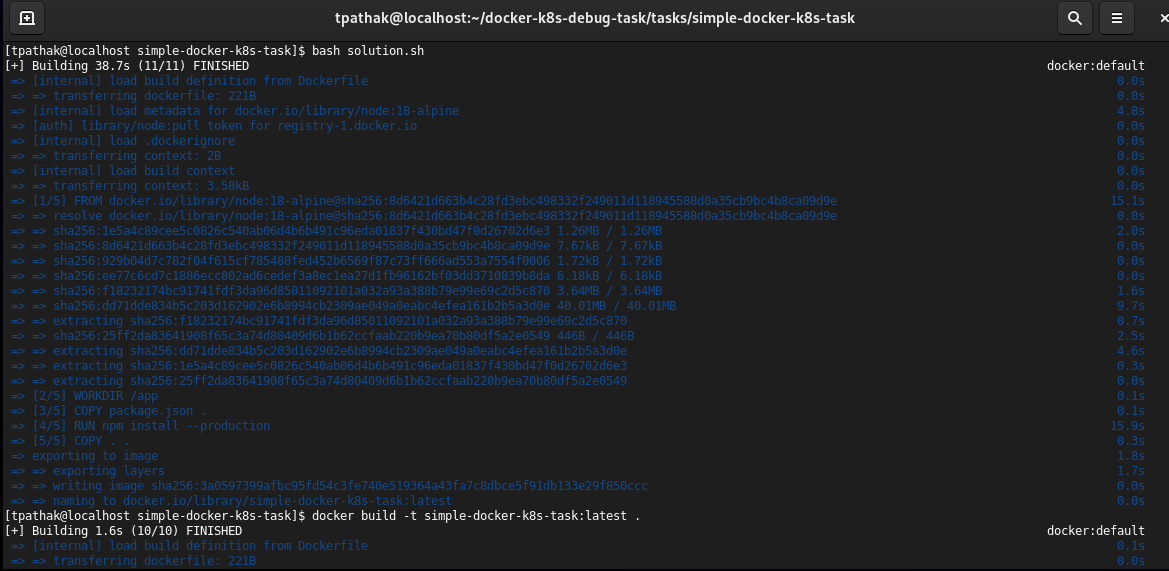 tpathak@localhost:~/docker-k8s-debug-task/tasks/simple-docker-k8s-task
[tpathak@localhost simple-docker-k8s-task]$ bash solution.sh
[+] Building 38.7s (11/11) FINISHED docker:default
=> [internal] load build definition from Dockerfile 0.0s
=> => transferring dockerfile: 221B 0.0s
=> [internal] load metadata for docker.io/library/node:18-alpine 4.8s
=> [auth] library/node:pull token for registry-1.docker.io 0.0s
=> [internal] load .dockerignore 0.0s
=> => transferring context: 2B 0.0s
=> [internal] load build context 0.0s
=> => transferring context: 3.58kB 0.0s
=> [1/5] FROM docker.io/library/node:18-alpine@sha256:8d6421d663b4c28fd3ebc498332f249011d118945588d0a35cb9bc4b8ca09d9e 15.1s
=> => resolve docker.io/library/node:18-alpine@sha256:8d6421d663b4c28fd3ebc498332f249011d118945588d0a35cb9bc4b8ca09d9e 0.0s
=> => sha256:1e5a4c89cee5c0826c540ab06d4b6b491c96eda01837f430bd47f0d26702d6e3 1.26MB / 1.26MB 2.0s
=> => sha256:8d6421d663b4c28fd3ebc498332f249011d118945588d0a35cb9bc4b8ca09d9e 7.67kB / 7.67kB 0.0s
=> => sha256:929b04d7c782f04f615cf785488fed452b6569f87c73ff666ad553a7554f0006 1.72kB / 1.72kB 0.0s
=> => sha256:ee77c6cd7c1886ecc802ad6cedef3a8ec1ea27d1fb96162bf03dd3710839b8da 6.18kB / 6.18kB 0.0s
=> => sha256:f18232174bc91741fdf3da96d85011092101a032a93a388b79e99e69c2d5c870 3.64MB / 3.64MB 1.6s
=> => sha256:dd71dde834b5c203d162902e6b8994cb2309ae049a0eabc4efea161b2b5a3d0e 40.01MB / 40.01MB 9.7s
=> => extracting sha256:f18232174bc91741fdf3da96d85011092101a032a93a388b79e99e69c2d5c870 0.7s
=> => sha256:25ff2da83641908f65c3a74d80409d6b1b62ccfaab220b9ea70b80df5a2e0549 446B / 446B 2.5s
=> => extracting sha256:dd71dde834b5c203d162902e6b8994cb2309ae049a0eabc4efea161b2b5a3d0e 4.6s
=> => extracting sha256:1e5a4c89cee5c0826c540ab06d4b6b491c96eda01837f430bd47f0d26702d6e3 0.3s
=> => extracting sha256:25ff2da83641908f65c3a74d80409d6b1b62ccfaab220b9ea70b80df5a2e0549 0.0s
=> [2/5] WORKDIR /app 0.1s
=> [3/5] COPY package.json . 0.1s
=> [4/5] RUN npm install --production 15.9s
=> [5/5] COPY . . 0.3s
=> exporting to image 1.8s
=> => exporting layers 1.7s
=> => writing image sha256:3a0597399afbc95fd54c3fe740e519364a43fa7c8dbce5f91db133e29f850ccc 0.0s
=> => naming to docker.io/library/simple-docker-k8s-task:latest 0.0s
[tpathak@localhost simple-docker-k8s-task]$ docker build -t simple-docker-k8s-task:latest .
[+] Building 1.6s (10/10) FINISHED docker:default
=> [internal] load build definition from Dockerfile 0.1s
=> => transferring dockerfile: 221B 0.0s